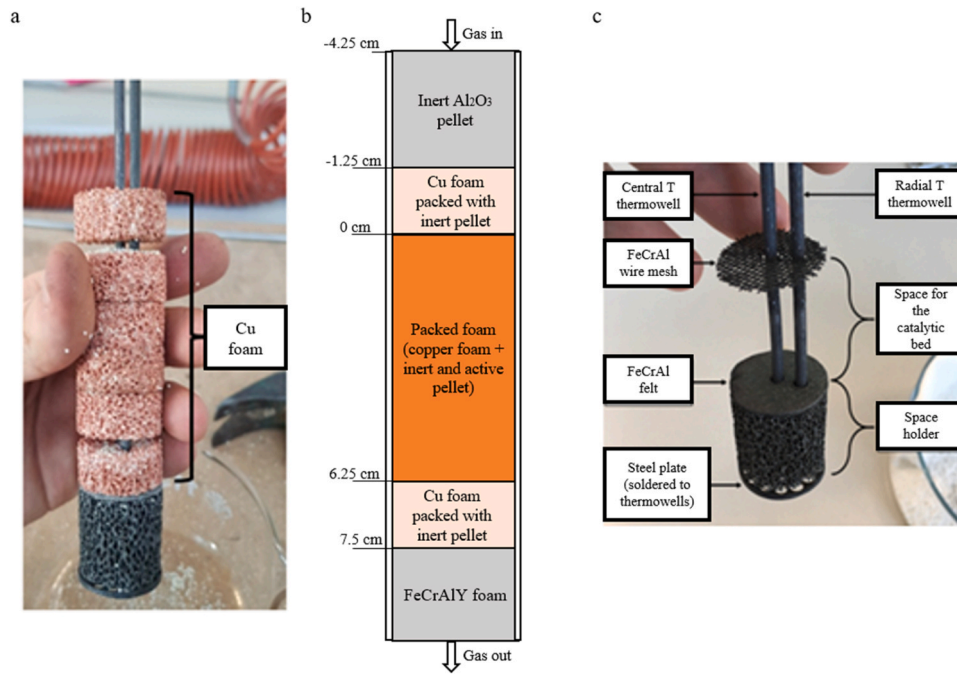 a
Cu
foam
b
Gas in
-4.25 cm
Inert Al2O3
pellet
-1.25 cm
Cu foam
packed with
inert pellet
0 cm
Packed foam
(copper foam +
inert and active
pellet)
6.25 cm
Cu foam
packed with
inert pellet
7.5 cm
FeCrAlY foam
Gas out
c
Central T
thermowell
Radial T
thermowell
FeCrAl
wire mesh
Space for
the
catalytic
bed
FeCrAl
felt
Space
holder
Steel plate
(soldered to
thermowells)